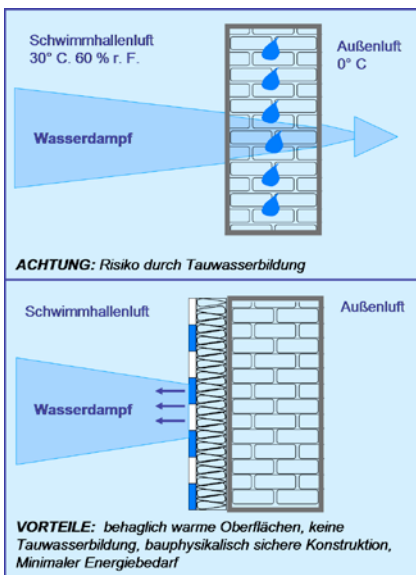 Schwimmhallenluft
30° C. 60 % r. F.
Außenluft
0° C
Wasserdampf
ACHTUNG: Risiko durch Tauwasserbildung
Schwimmhallenluft
Außenluft
Wasserdampf
VORTEILE: behaglich warme Oberflächen, keine
Tauwasserbildung, bauphysikalisch sichere Konstruktion,
Minimaler Energiebedarf